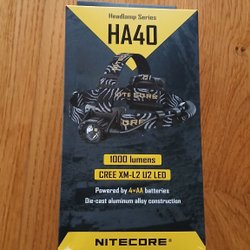 Headlamp Series
HA40
NITECORE
1000 lumens
CREE XM-L2 U2 LED
Powered by 4×AA batteries
Die-cast aluminum alloy construction
NITECORE®